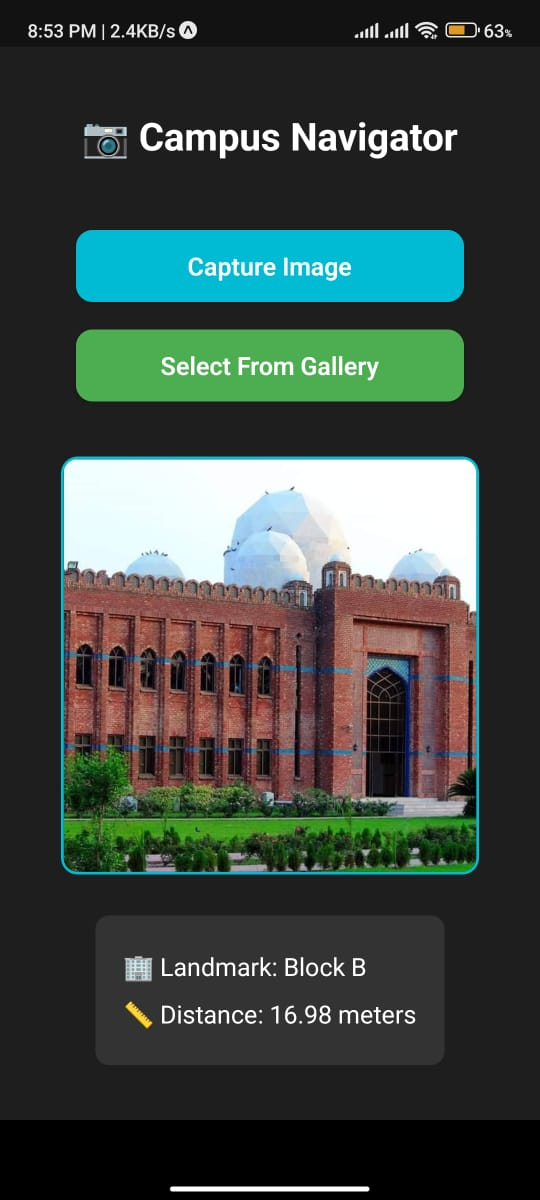 8:53 PM | 2.4KB/s 63%
📷 Campus Navigator
Capture Image
Select From Gallery
🏢 Landmark: Block B
📏 Distance: 16.98 meters